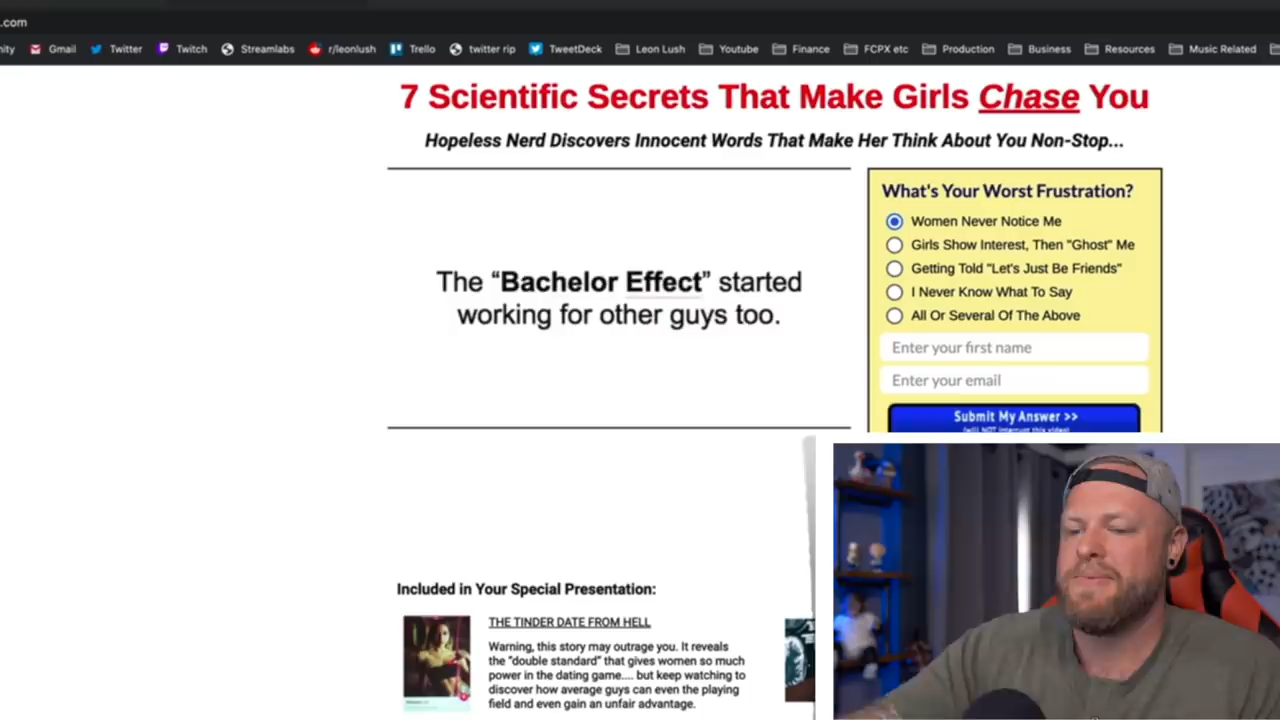 .com
nity Gmail Twitter Twitch Streamlabs r/leonlush Trello twitter rip TweetDeck Leon Lush Youtube Finance FCPX etc Production Business Resources Music Related
7 Scientific Secrets That Make Girls Chase You
Hopeless Nerd Discovers Innocent Words That Make Her Think About You Non-Stop...
The “Bachelor Effect” started
working for other guys too.
What's Your Worst Frustration?
Women Never Notice Me
Girls Show Interest, Then "Ghost" Me
Getting Told "Let's Just Be Friends"
I Never Know What To Say
All Or Several Of The Above
Enter your first name
Enter your email
Submit My Answer >>
(will NOT interrupt this video)
Included in Your Special Presentation:
THE TINDER DATE FROM HELL
Warning, this story may outrage you. It reveals
the "double standard" that gives women so much
power in the dating game.... but keep watching to
discover how average guys can even the playing
field and even gain an unfair advantage.